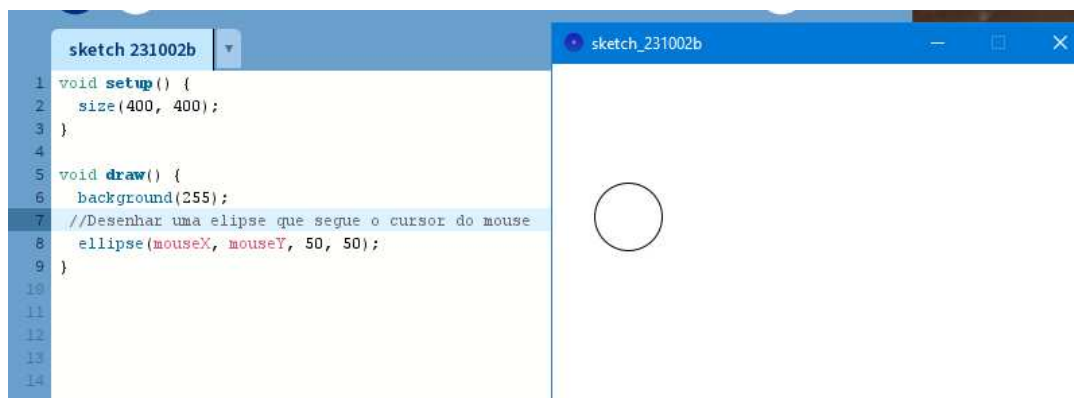 sketch 231002b
1 void setup() {
2 size(400, 400);
3 }
4
5 void draw() {
6 background(255);
7 //Desenhar uma elipse que segue o cursor do mouse
8 ellipse(mouseX, mouseY, 50, 50);
9 }
10
11
12
13
14
sketch_231002b